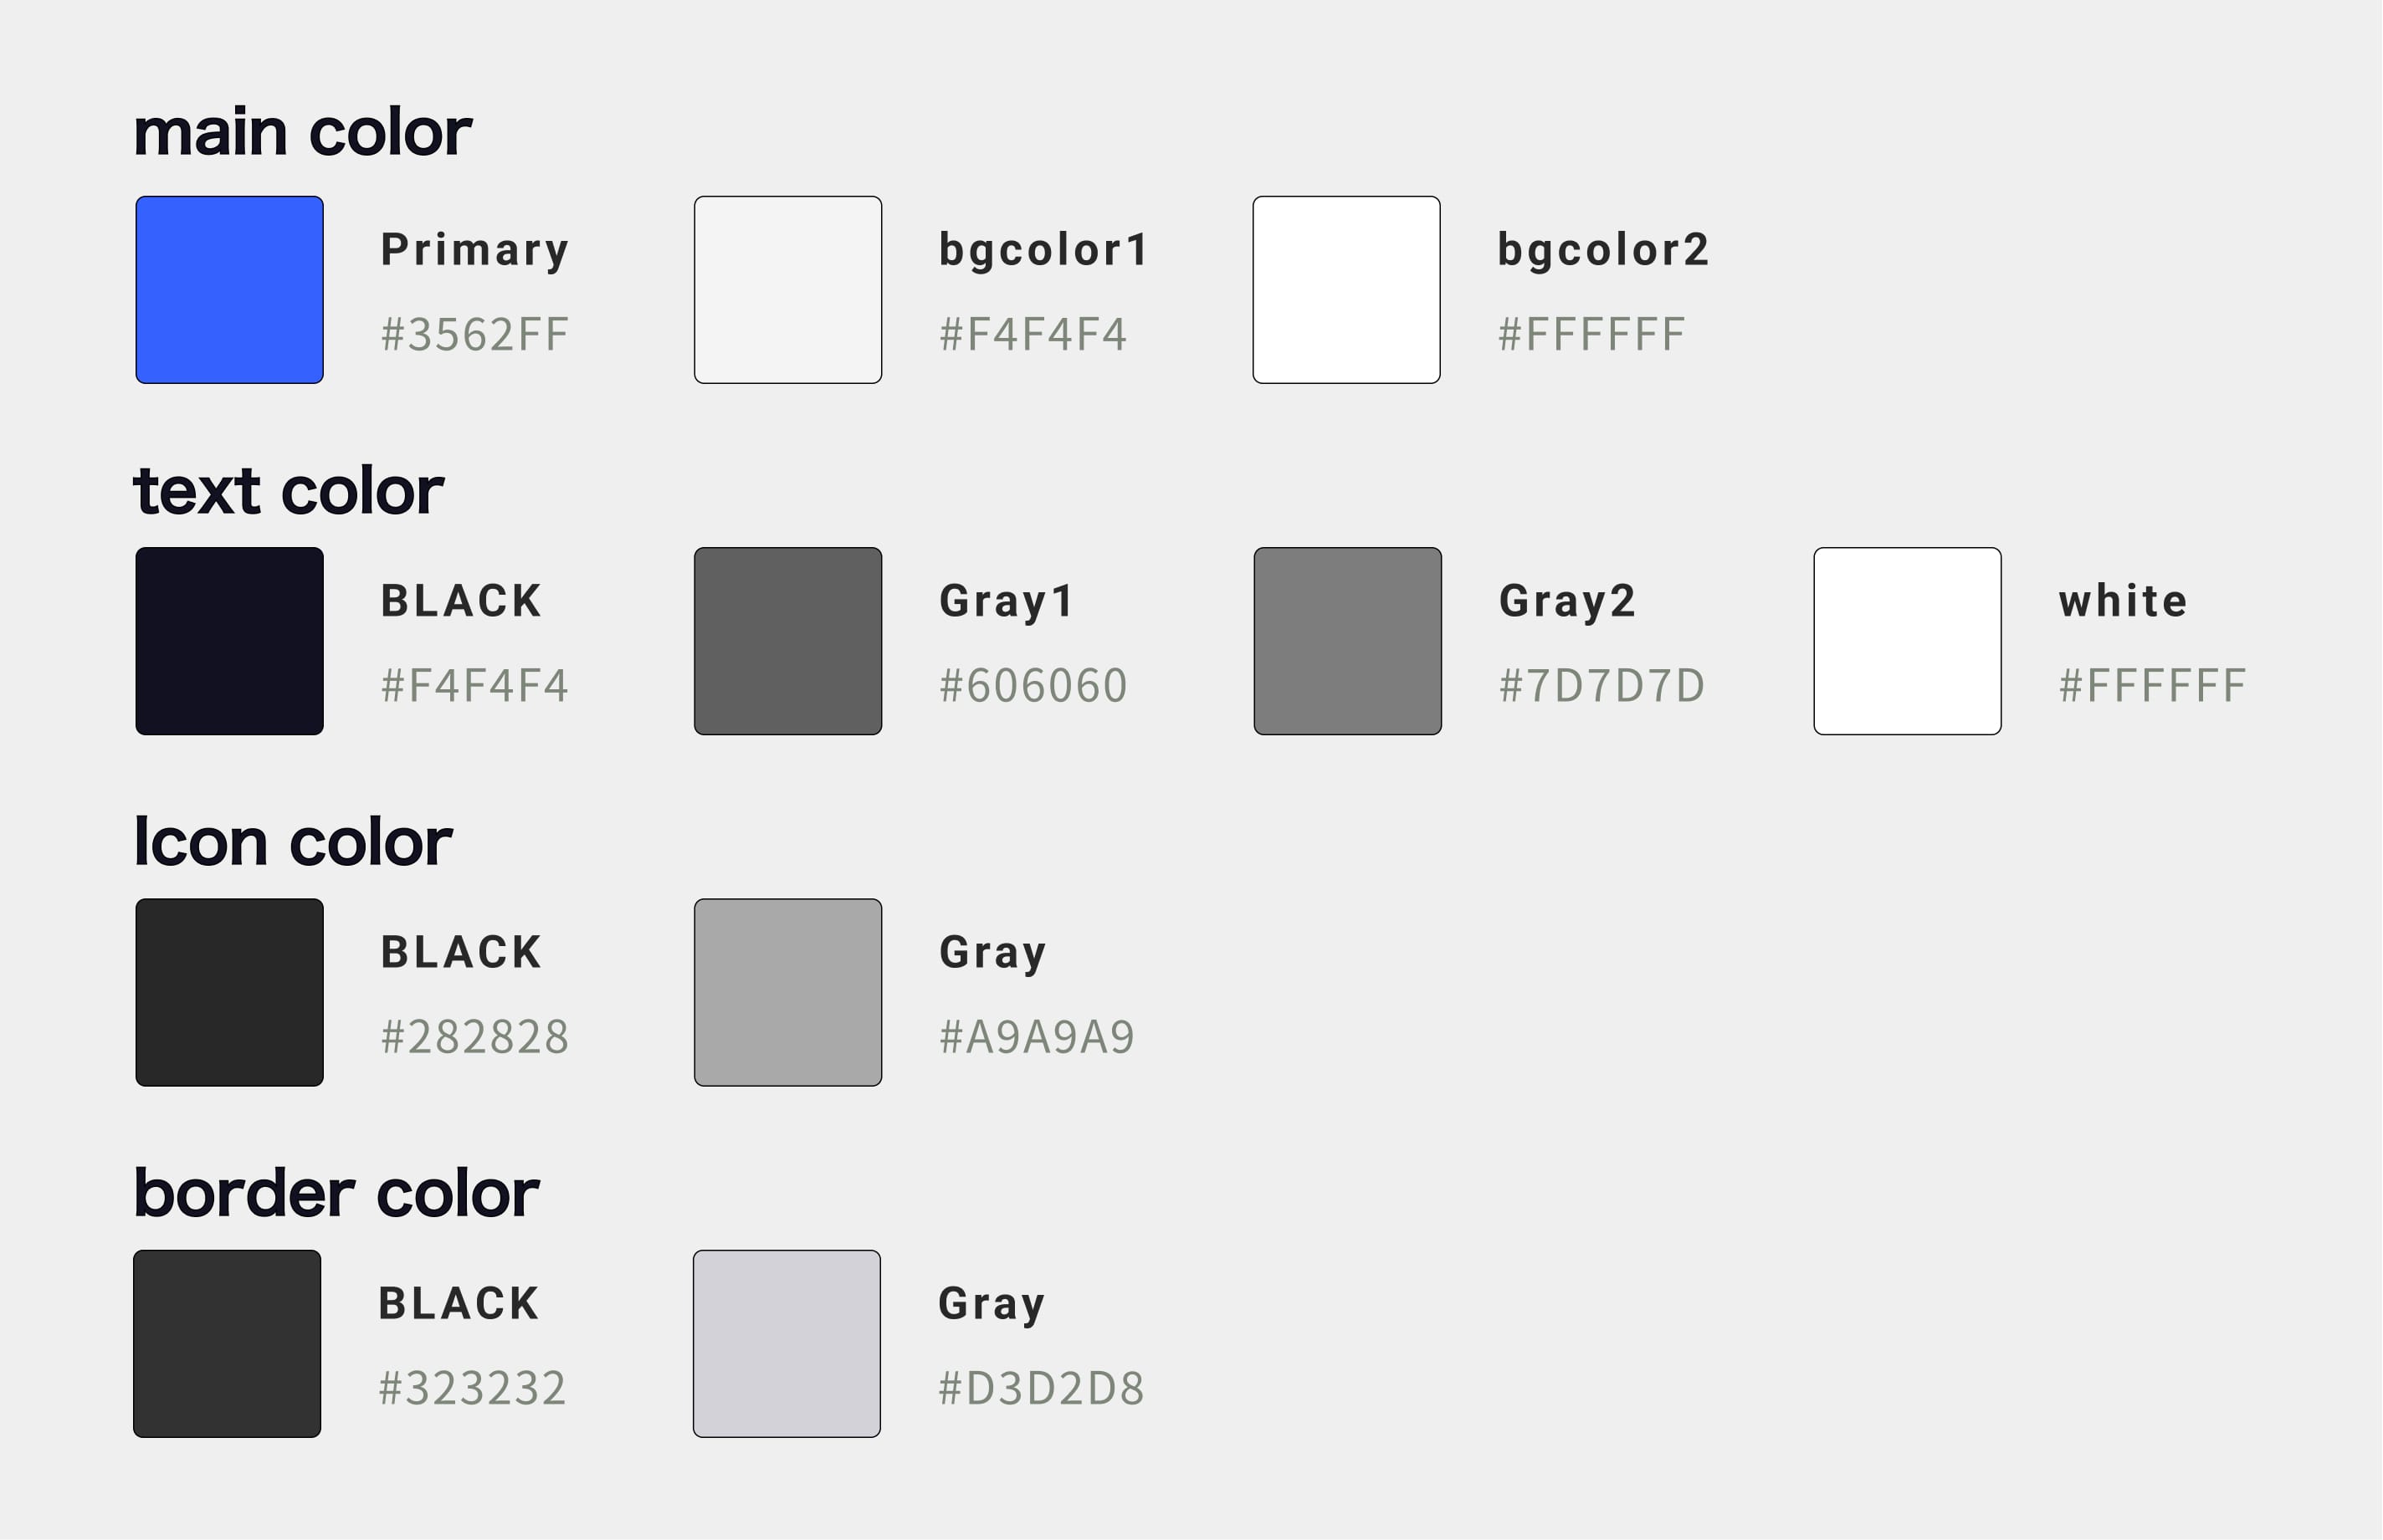 main color
Primary
#3562FF
bgcolor1
#F4F4F4
bgcolor2
#FFFFFF
text color
BLACK
#F4F4F4
Gray1
#606060
Gray2
#7D7D7D
white
#FFFFFF
Icon color
BLACK
#282828
Gray
#A9A9A9
border color
BLACK
#323232
Gray
#D3D2D8